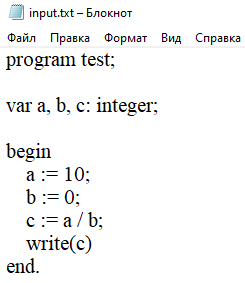 input.txt – Блокнот
Файл Правка Формат Вид Справка
program test;
var a, b, c: integer;
begin
a := 10;
b := 0;
c := a / b;
write(c)
end.